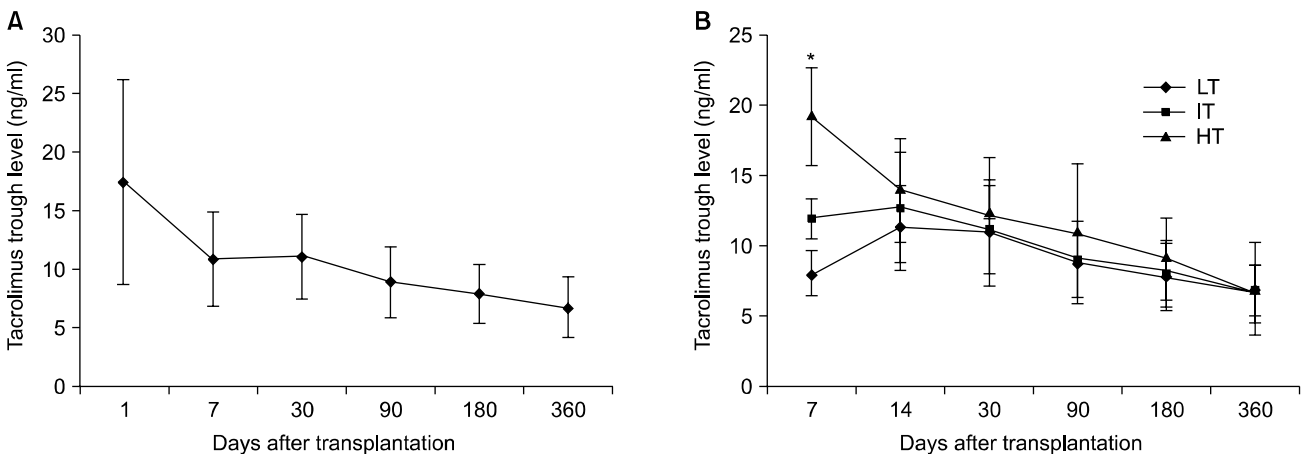 A
Tacrolimus trough level (ng/ml)
30
25
20
15
10
5
0
1 7 30 90 180 360
Days after transplantation
B
Tacrolimus trough level (ng/ml)
25
20
15
10
5
0
*
LT
IT
HT
7 14 30 90 180 360
Days after transplantation